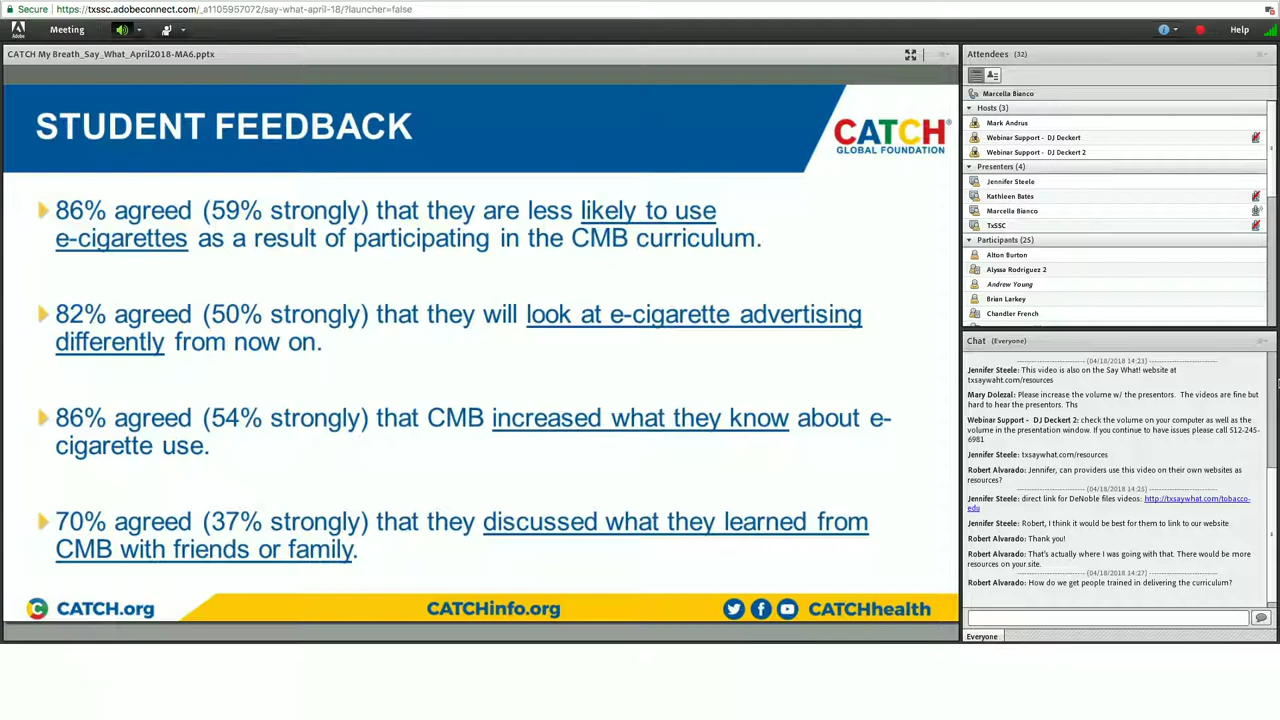 Secure
https://txssc.adobeconnect.com/_a1105957072/say-what-april-18/?launcher=false
Adobe
Meeting
Help
CATCH My Breath_Say_What_April2018-MA6.pptx
STUDENT FEEDBACK
CATCH®
GLOBAL FOUNDATION
86% agreed (59% strongly) that they are less likely to use
e-cigarettes as a result of participating in the CMB curriculum.
82% agreed (50% strongly) that they will look at e-cigarette advertising
differently from now on.
86% agreed (54% strongly) that CMB increased what they know about e-
cigarette use.
70% agreed (37% strongly) that they discussed what they learned from
CMB with friends or family.
C CATCH.org
CATCHinfo.org
CATCHhealth
Attendees (32)
Marcella Bianco
Hosts (3)
Mark Andrus
Webinar Support - DJ Deckert
Webinar Support - DJ Deckert 2
Presenters (4)
Jennifer Steele
Kathleen Bates
Marcella Bianco
TxSSC
Participants (25)
Alton Burton
Alyssa Rodriguez 2
Andrew Young
Brian Larkey
Chandler French
Chat (Everyone)
(04/18/2018 14:23)
Jennifer Steele: This video is also on the Say What! website at
txsaywaht.com/resources
Mary Dolezal: Please increase the volume w/ the presentors. The videos are fine but
hard to hear the presentors. Ths
Webinar Support - DJ Deckert 2: check the volume on your computer as well as the
volume in the presentation window. If you continue to have issues please call 512-245-
6981
Jennifer Steele: txsaywhat.com/resources
Robert Alvarado: Jennifer, can providers use this video on their own websites as
resources?
(04/18/2018 14:25)
Jennifer Steele: direct link for DeNoble files videos: http://txsaywhat.com/tobacco-
edu
Jennifer Steele: Robert, I think it would be best for them to link to our website
Robert Alvarado: Thank you!
Robert Alvarado: That's actually where I was going with that. There would be more
resources on your site.
(04/18/2018 14:27)
Robert Alvarado: How do we get people trained in delivering the curriculum?
Everyone